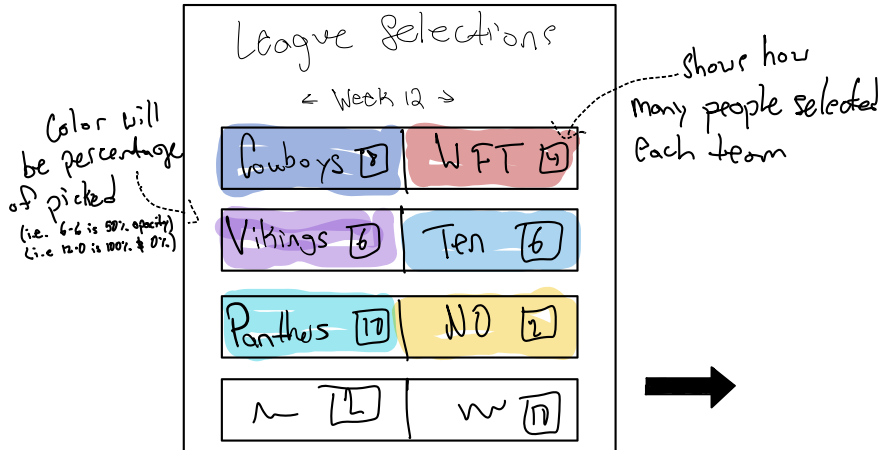 League Selections
← Week 12 →
shows how
many people selected
each team
Color will
be percentage
of picked
(i.e. 6-6 is 50% opacity)
(i.e 12-0 is 100% & 0%)
Cowboys 8 WFT 4
Vikings 6 Ten 6
Panthers 10 NO 2